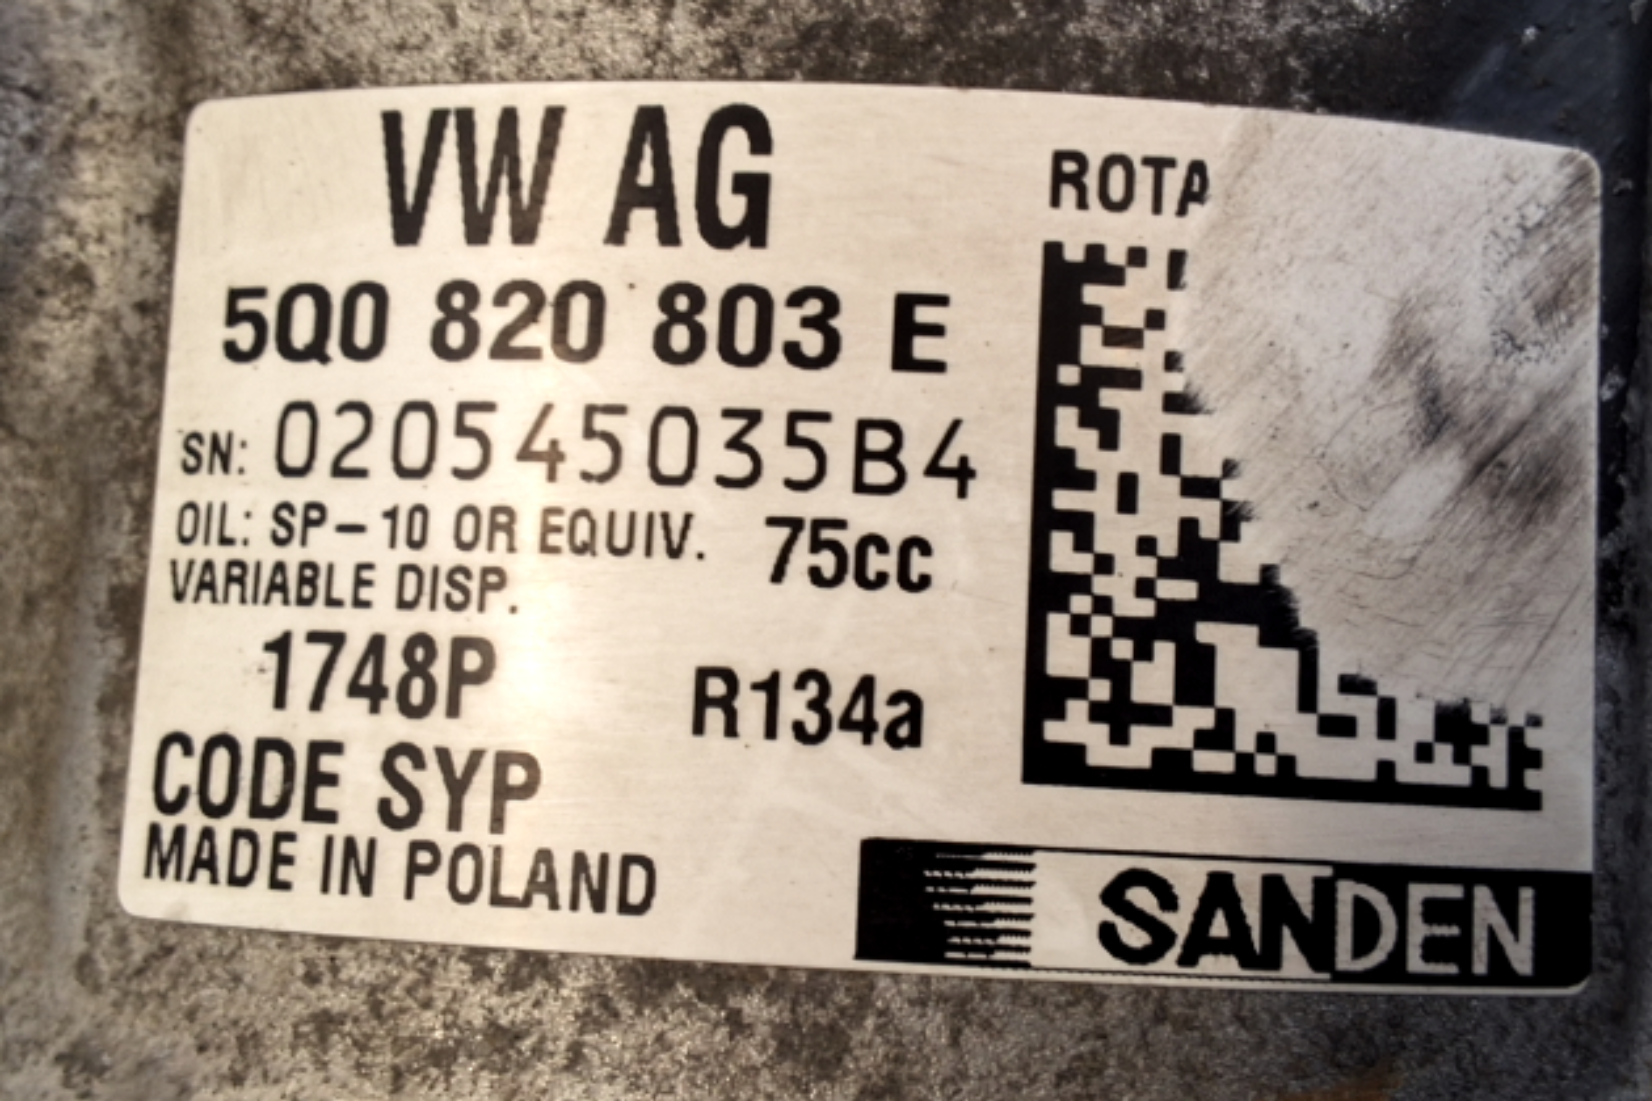 VW AG
5Q0 820 803 E
SN: 020545035B4
OIL: SP-10 OR EQUIV. 75cc
VARIABLE DISP.
1748P R134a
CODE SYP
MADE IN POLAND
SANDEN